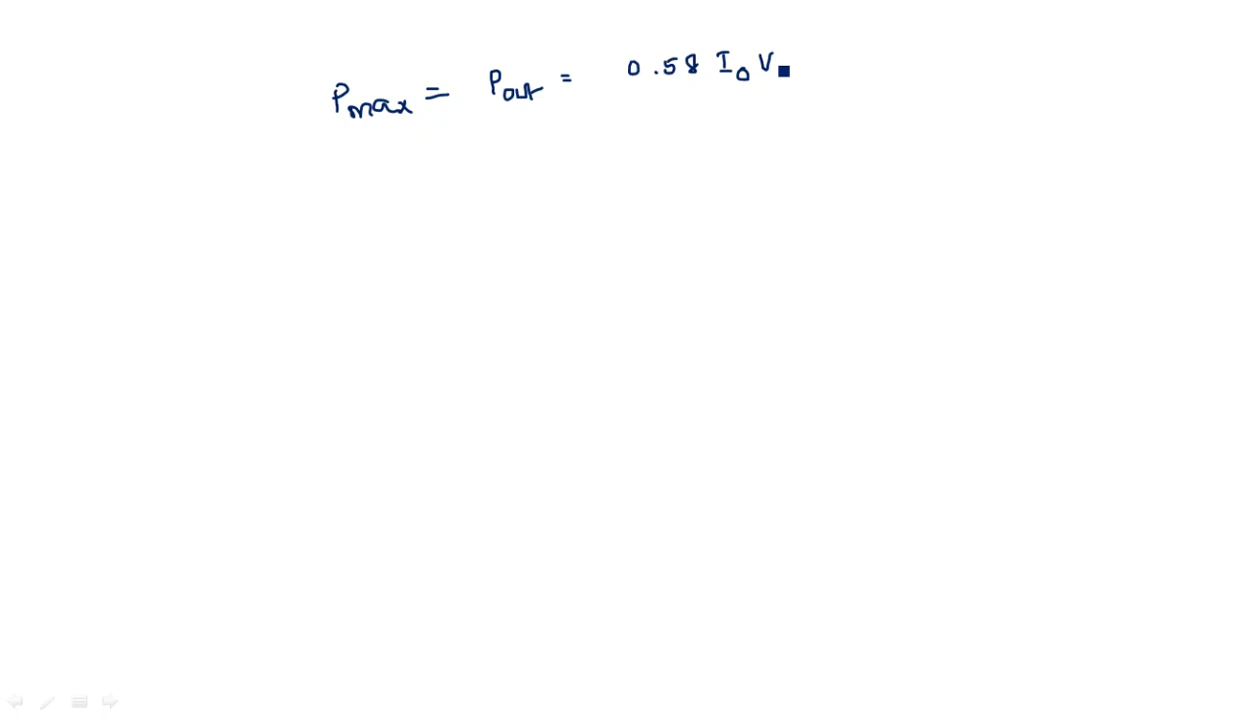 Pmax = Pout = 0.58 I0 V